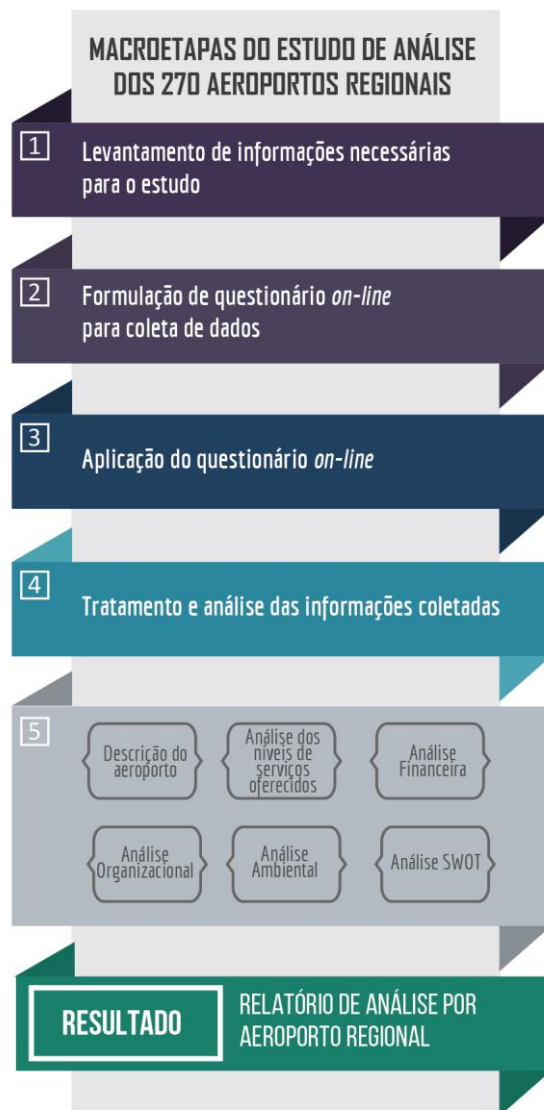 MACROETAPAS DO ESTUDO DE ANÁLISE
DOS 270 AEROPORTOS REGIONAIS
1
Levantamento de informações necessárias
para o estudo
2
Formulação de questionário on-line
para coleta de dados
3
Aplicação do questionário on-line
4
Tratamento e análise das informações coletadas
5
Descrição do
aeroporto
Análise dos
níveis de
serviços
oferecidos
Análise
Financeira
Análise
Organizacional
Análise
Ambiental
Análise SWOT
RESULTADO
RELATÓRIO DE ANÁLISE POR
AEROPORTO REGIONAL